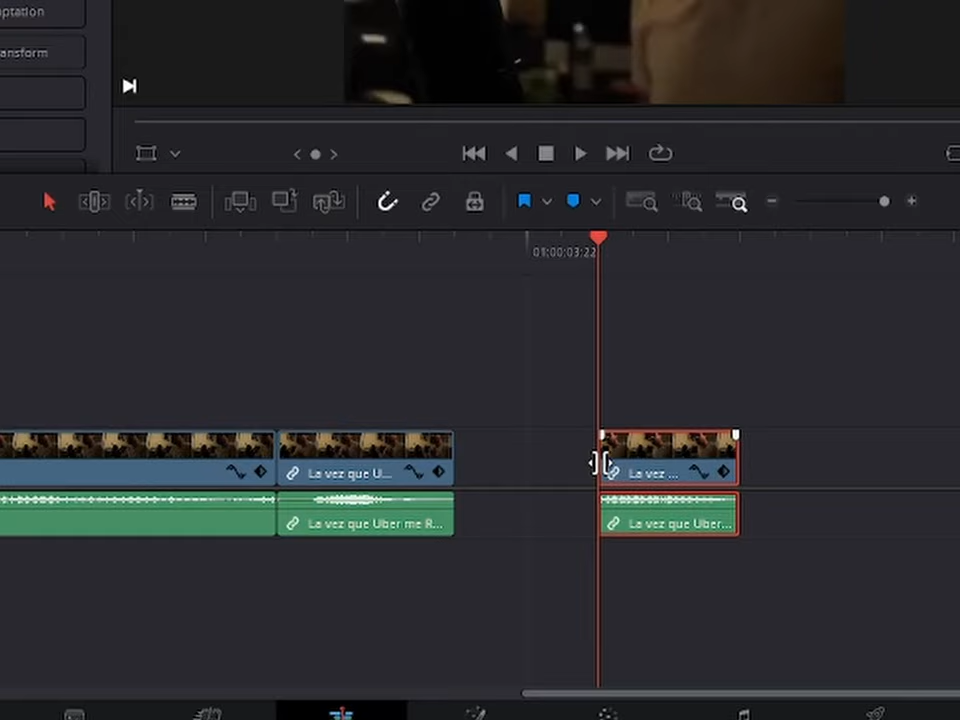 ptation
ansform
01:00:03:22
La vez que U...
La vez ...
La vez que Uber me R...
La vez que Uber...